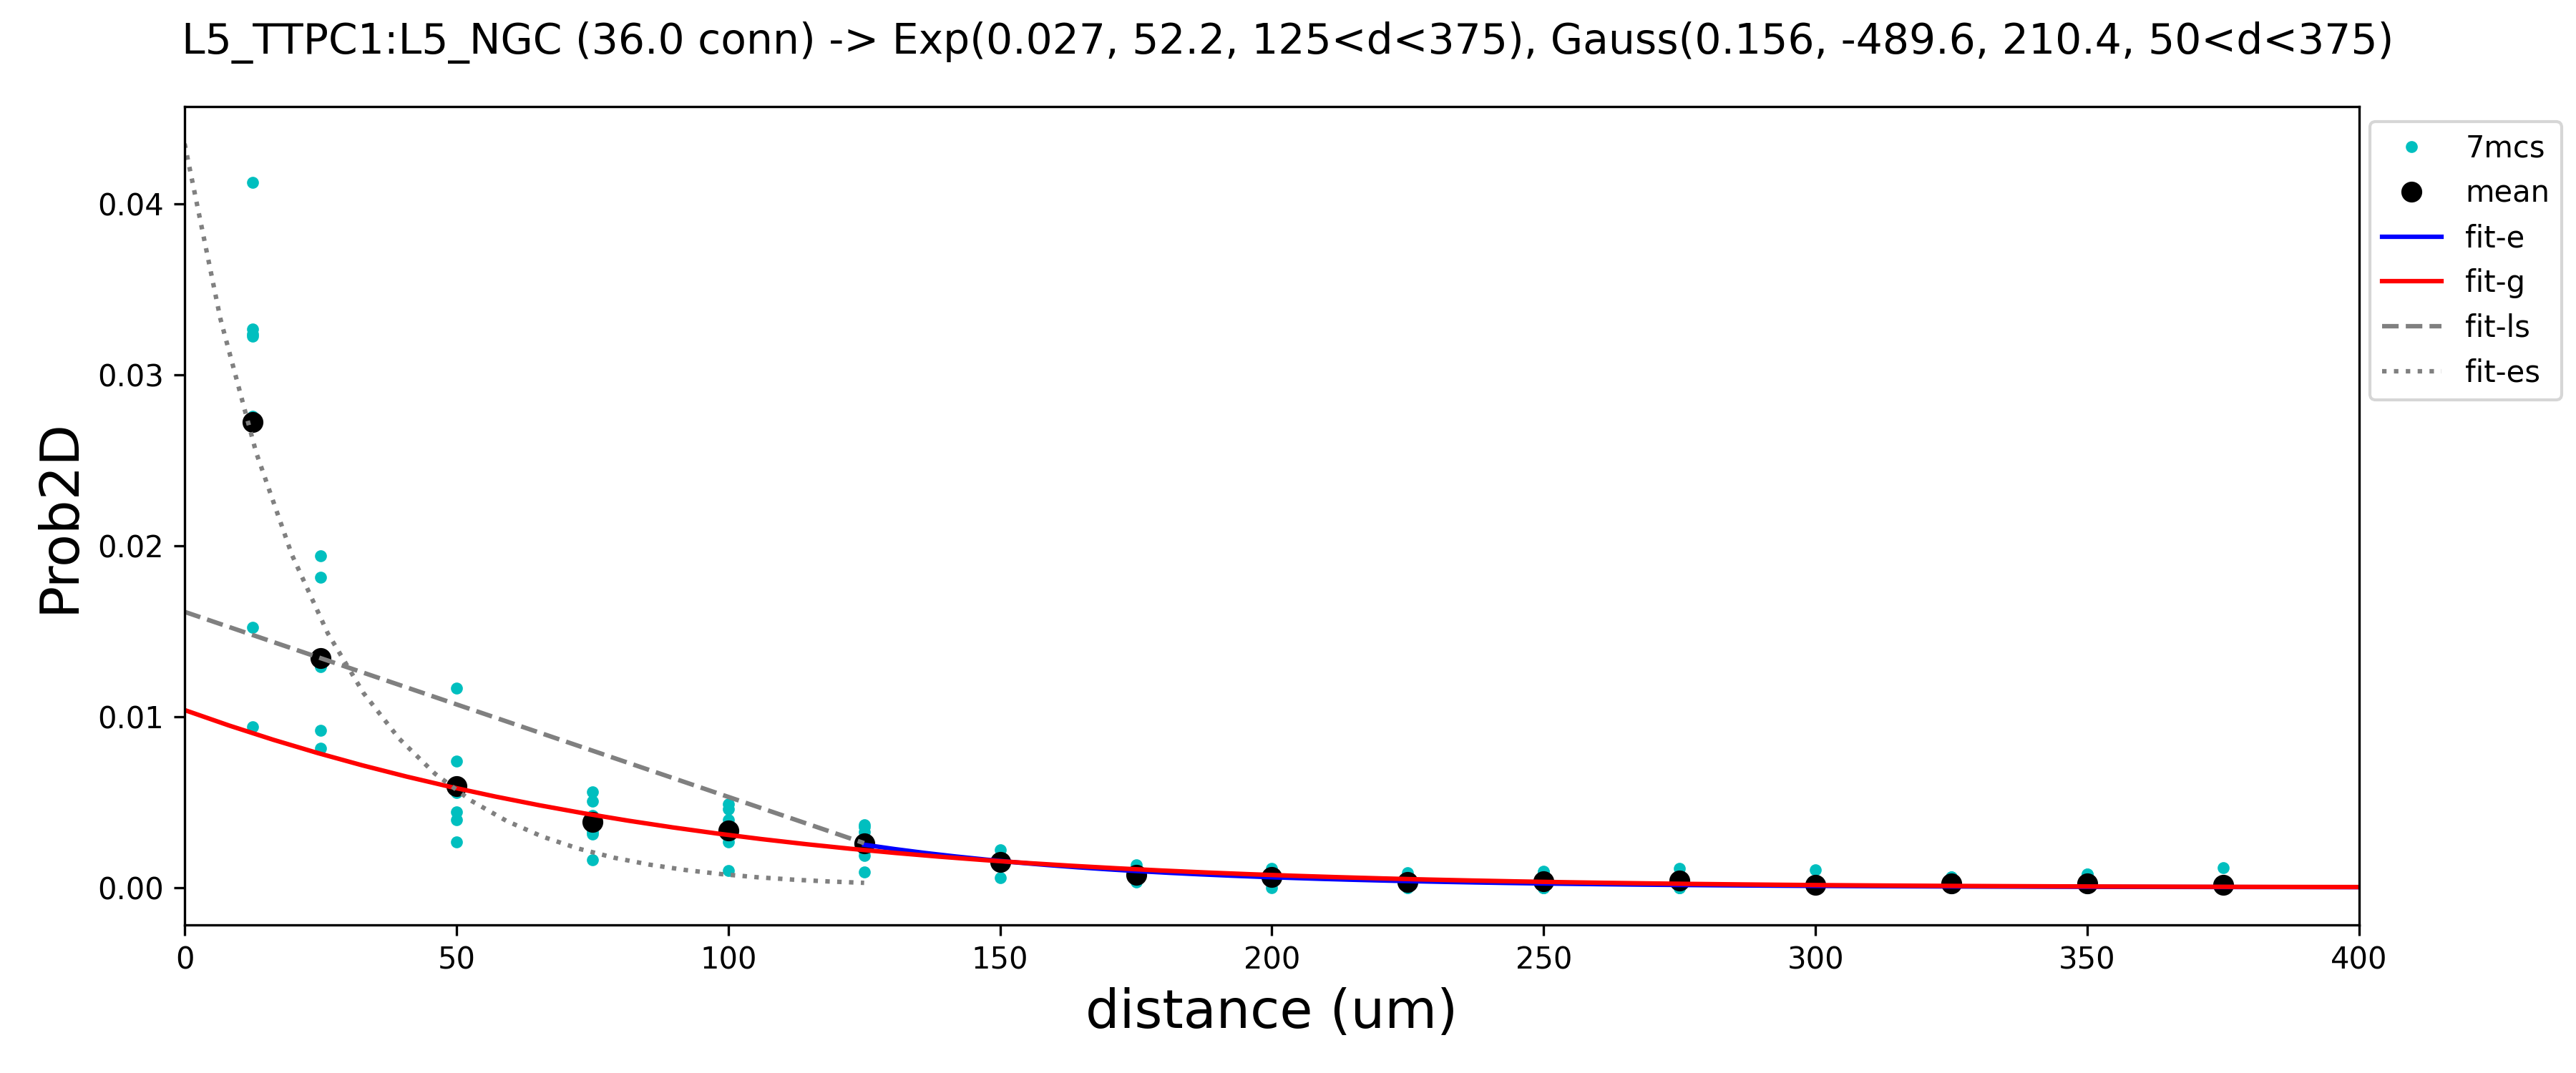 L5_TTPC1:L5_NGC (36.0 conn) -> Exp(0.027, 52.2, 125<d<375), Gauss(0.156, -489.6, 210.4, 50<d<375)
7mcs
mean
fit-e
fit-g
fit-ls
fit-es
Prob2D
0.04
0.03
0.02
0.01
0.00
0 50 100 150 200 250 300 350 400
distance (um)